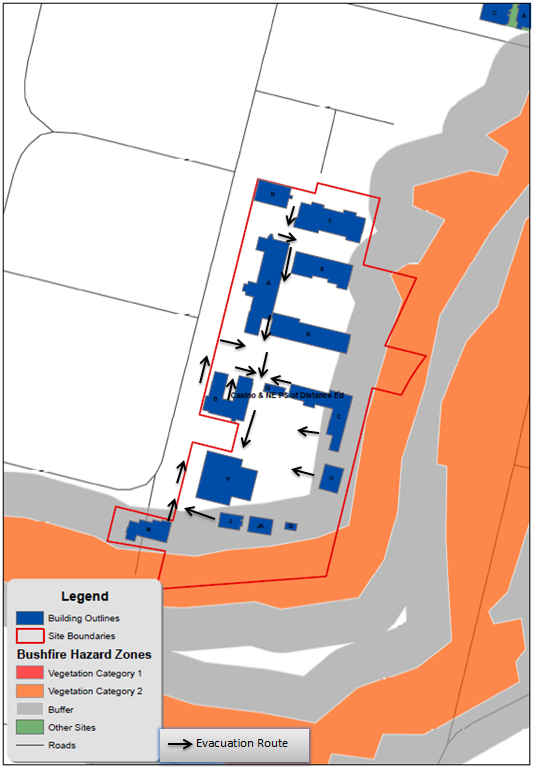 C A
N
T
S
A
R
Casino & NE PS of Distance Ed
B
C
P
O
J
JA
M
Legend
Building Outlines
Site Boundaries
Bushfire Hazard Zones
Vegetation Category 1
Vegetation Category 2
Buffer
Other Sites
Roads
Evacuation Route